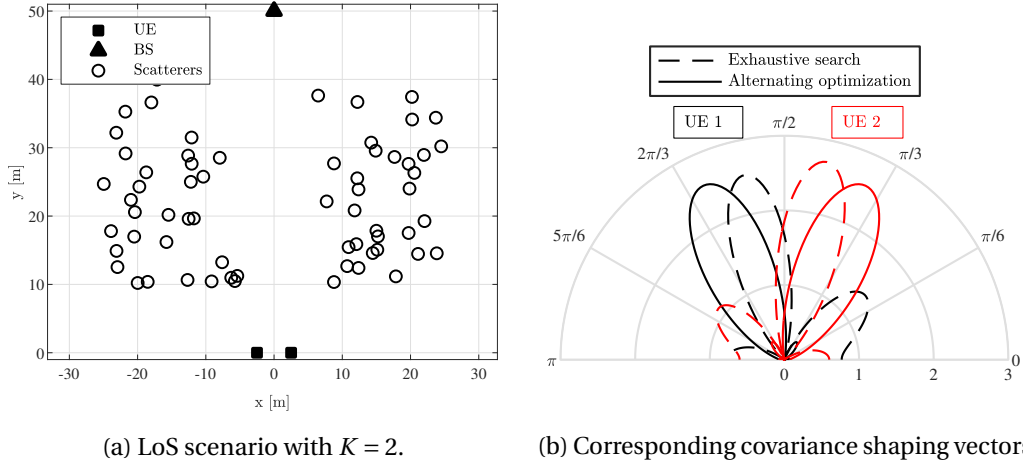 50
40
30
20
10
0
y [m]
UE
BS
Scatterers
-30
-20
-10
0
10
20
30
x [m]
(a) LoS scenario with K = 2.
Exhaustive search
Alternating optimization
UE 1
UE 2
π/2
2π/3
π/3
5π/6
π/6
π
0
0
1
2
3
(b) Corresponding covariance shaping vectors